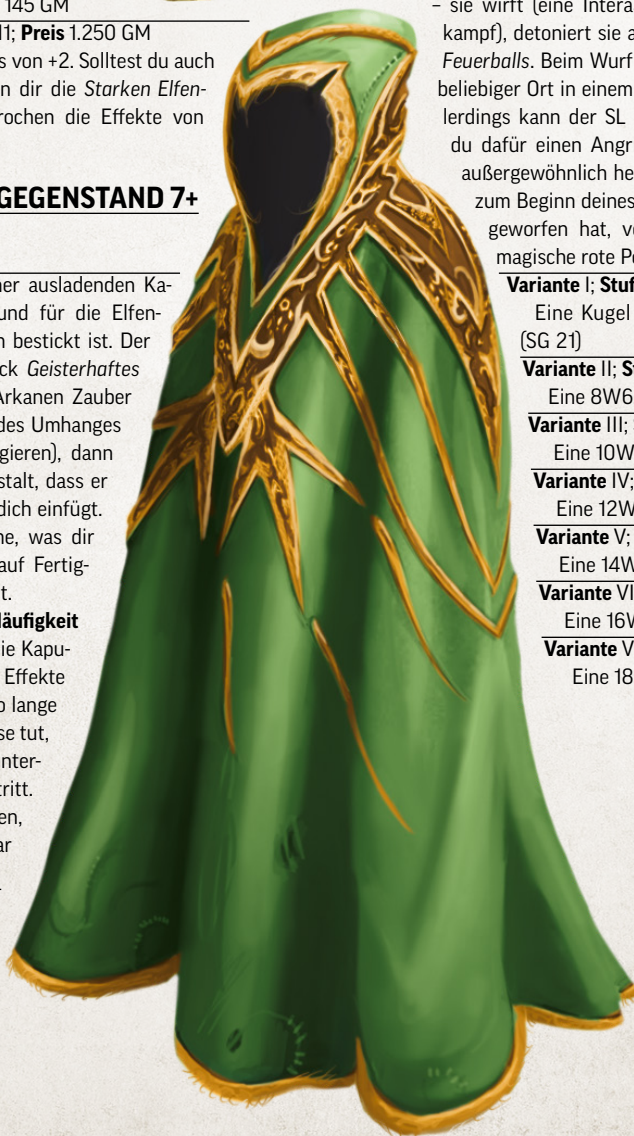 145 GM
11; Preis 1.250 GM
s von +2. Solltest du auch
n dir die Starken Elfen-
rochen die Effekte von
GEGENSTAND 7+
er ausladenden Ka-
und für die Elfen-
n bestickt ist. Der
ck Geisterhaftes
Arkanen Zauber
des Umhanges
gieren), dann
stalt, dass er
dich einfügt.
ne, was dir
auf Fertig-
t.
läufigkeit
ie Kapu-
Effekte
o lange
se tut,
nter-
tritt.
en,
ar
– sie wirft (eine Intera
kampf), detoniert sie a
Feuerballs. Beim Wurf
beliebiger Ort in einem
lerdings kann der SL
du dafür einen Angr
außergewöhnlich he
zum Beginn deines
geworfen hat, v
magische rote Pe
Variante I; Stuf
Eine Kugel
(SG 21)
Variante II; S
Eine 8W6
Variante III;
Eine 10W
Variante IV;
Eine 12W
Variante V;
Eine 14W
Variante VI
Eine 16W
Variante V
Eine 18